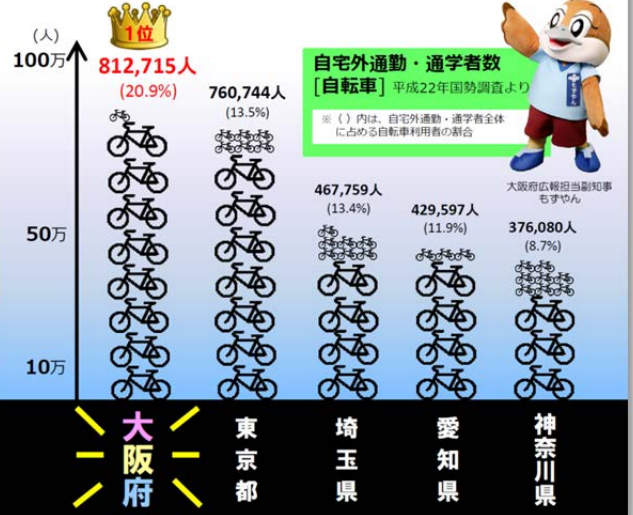 (人)
100万
50万
10万
1位
812,715人
(20.9%)
760,744人
(13.5%)
467,759人
(13.4%)
429,597人
(11.9%)
376,080人
(8.7%)
自宅外通勤・通学者数
[自転車] 平成22年国勢調査より
※（ ）内は、自宅外通勤・通学者全体
に占める自転車利用者の割合
大阪府広報担当副知事
もずやん
大阪府
東京都
埼玉県
愛知県
神奈川県